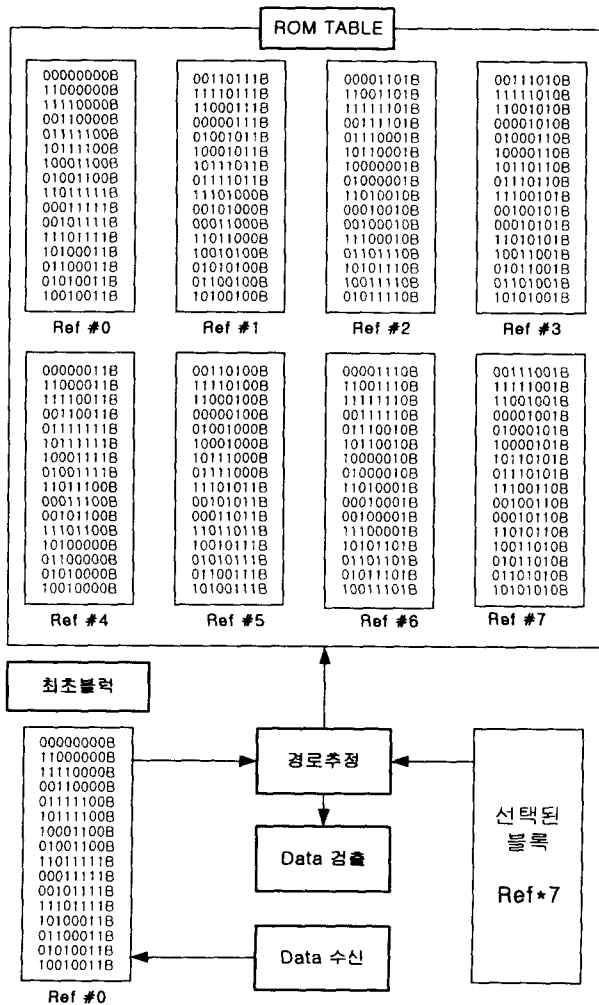 ROM TABLE
00000000B
11000000B
11110000B
00110000B
01111100B
10111100B
10001100B
01001100B
11011111B
00011111B
00101111B
11101111B
10100011B
01100011B
01010011B
10010011B
Ref #0
00110111B
11110111B
11000111B
00000111B
01001011B
10001011B
10111011B
01111011B
11101000B
00101000B
00011000B
11011000B
10010100B
01010100B
01100100B
10100100B
Ref #1
00001101B
11001101B
11111101B
00111101B
01110001B
10110001B
10000001B
01000001B
11010010B
00010010B
00100010B
11100010B
01101110B
10101110B
10011110B
01011110B
Ref #2
00111010B
11111010B
11001010B
00001010B
01000110B
10000110B
10110110B
01110110B
11100101B
00100101B
00010101B
11010101B
10011001B
01011001B
01101001B
10101001B
Ref #3
00000011B
11000011B
11110011B
00110011B
01111111B
10111111B
10001111B
01001111B
11011100B
00011100B
00101100B
11101100B
10100000B
01100000B
01010000B
10010000B
Ref #4
00110100B
11110100B
11000100B
00000100B
01001000B
10001000B
10111000B
01111000B
11101011B
00101011B
00011011B
11011011B
10010111B
01010111B
01100111B
10100111B
Ref #5
00001110B
11001110B
11111110B
00111110B
01110010B
10110010B
10000010B
01000010B
11010001B
00010001B
00100001B
11100001B
10101101B
01101101B
01011101B
10011101B
Ref #6
00111001B
11111001B
11001001B
00001001B
01000101B
10000101B
10110101B
01110101B
11100110B
00100110B
00010110B
11010110B
10011010B
01011010B
01101010B
10101010B
Ref #7
최초블럭
00000000B
11000000B
11110000B
00110000B
01111100B
10111100B
10001100B
01001100B
11011111B
00011111B
00101111B
11101111B
10100011B
01100011B
01010011B
10010011B
Ref #0
경로추정
Data 검출
Data 수신
선택된
블록
Ref*7